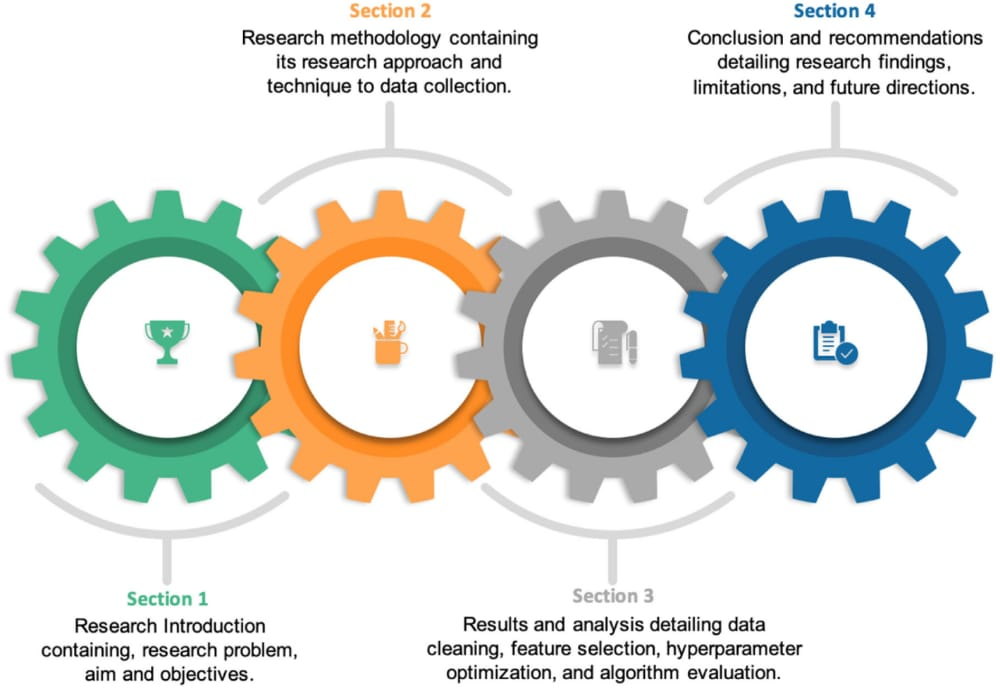 Section 2
Research methodology containing
its research approach and
technique to data collection.
Section 4
Conclusion and recommendations
detailing research findings,
limitations, and future directions.
Section 1
Research Introduction
containing, research problem,
aim and objectives.
Section 3
Results and analysis detailing data
cleaning, feature selection, hyperparameter
optimization, and algorithm evaluation.